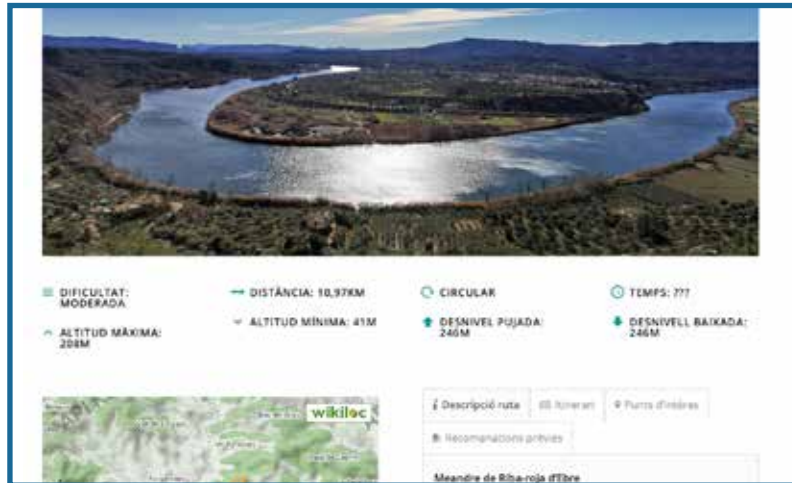 DIFICULTAT:
MODERADA
DISTÀNCIA: 10,97KM
CIRCULAR
TEMPS: ???
ALTITUD MÀXIMA:
208M
ALTITUD MÍNIMA: 41M
DESNIVEL PUJADA:
246M
DESNIVELL BAIXADA:
246M
wikiloc
Descripció ruta
Itinerari
Punts d'interès
Recomanacions prèvies
Meandre de Riba-roja d'Ebre